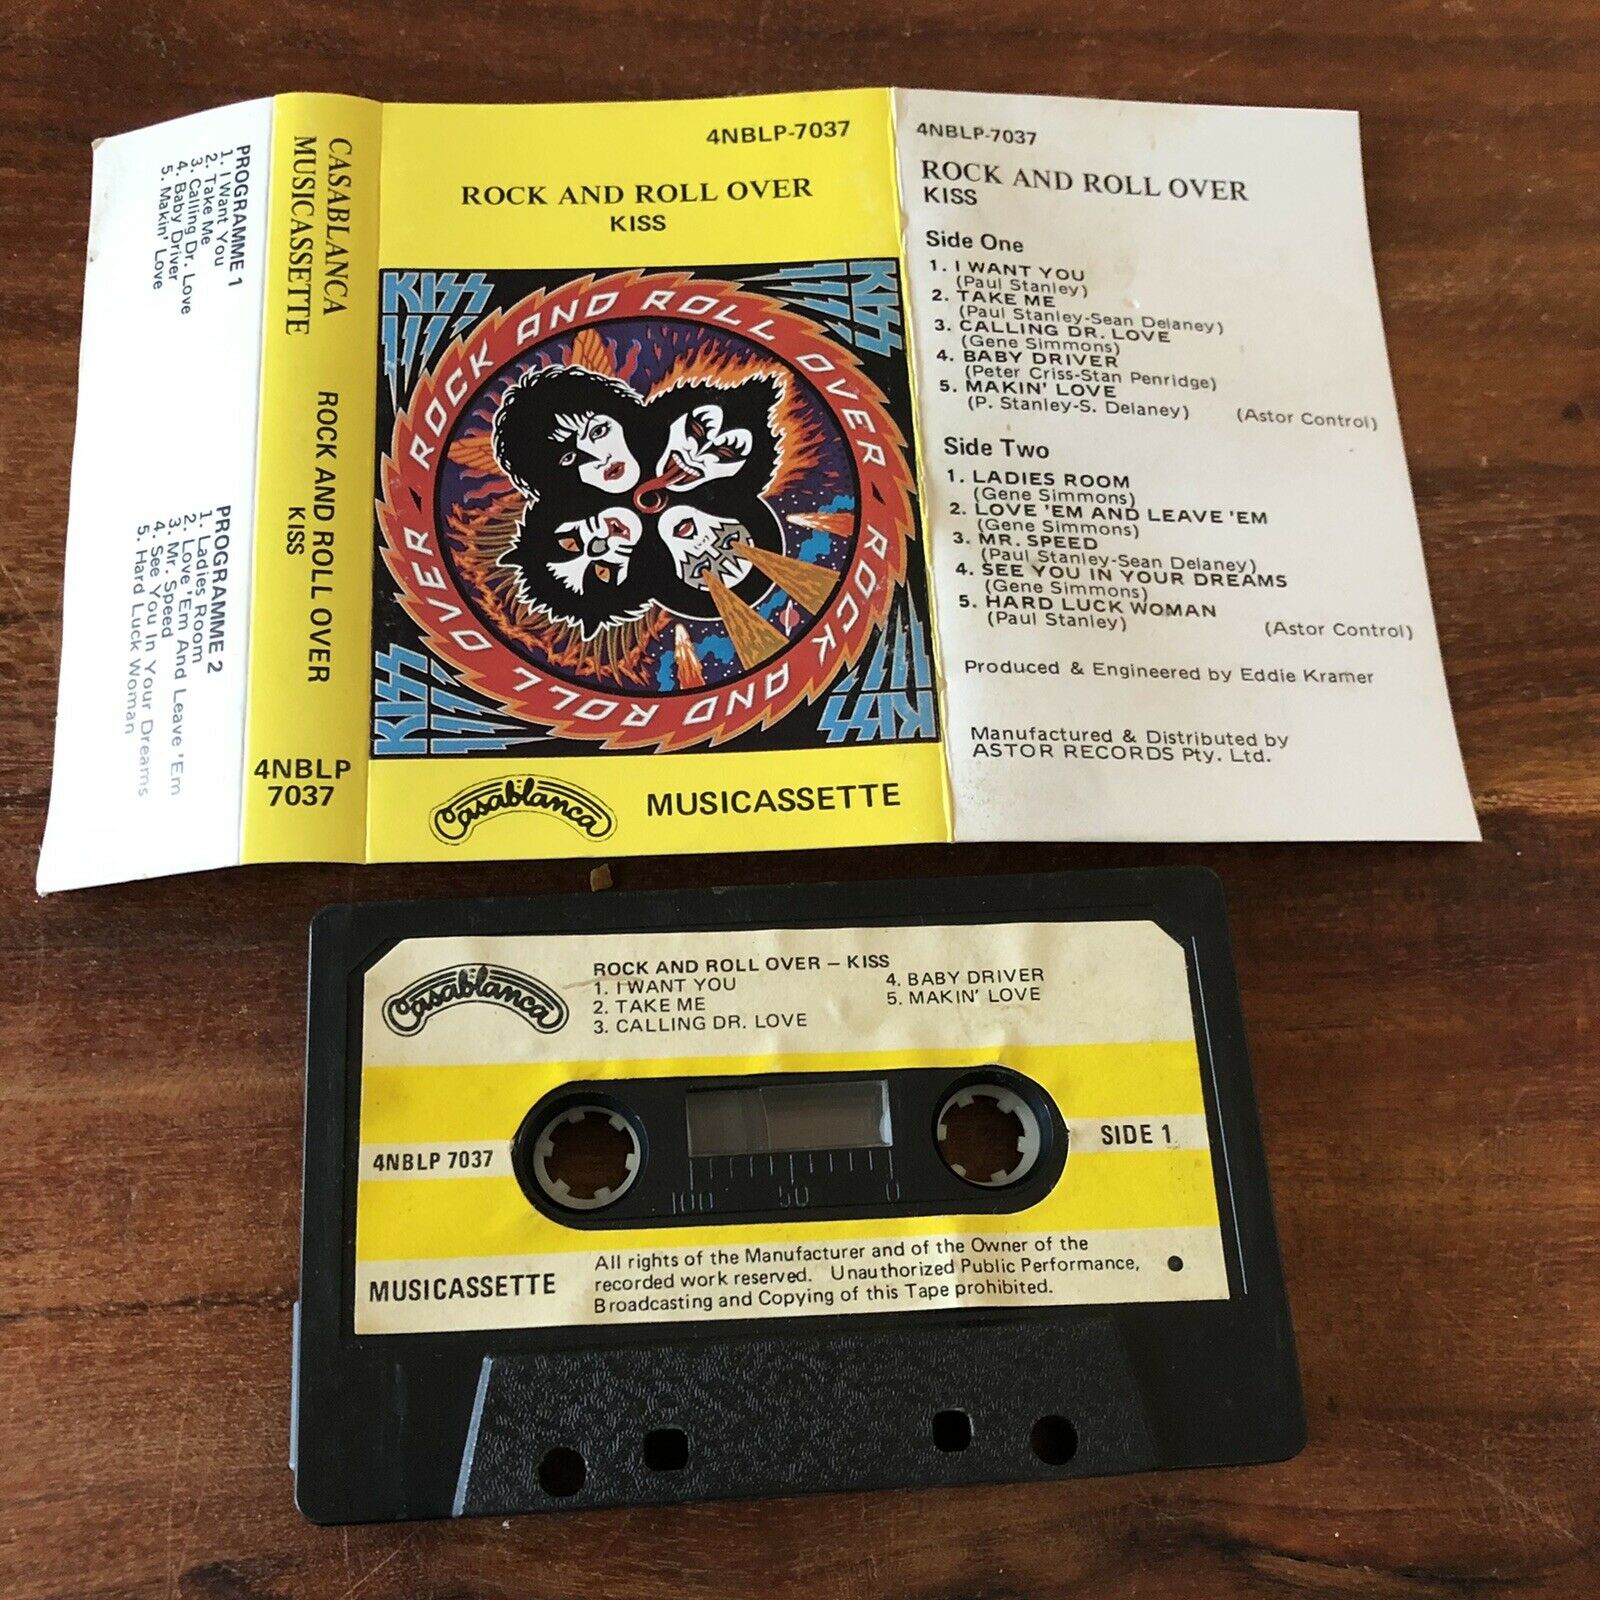 PROGRAMME 1
1. I Want You
2. Take Me
3. Calling Dr. Love
4. Baby Driver
5. Makin' Love
PROGRAMME 2
1. Ladies Room
2. Love 'Em And Leave 'Em
3. Mr. Speed
4. See You In Your Dreams
5. Hard Luck Woman
CASABLANCA
MUSICASSETTE
ROCK AND ROLL OVER
KISS
4NBLP
7037
4NBLP-7037
ROCK AND ROLL OVER
KISS
KISS
KISS
KISS
KISS
ROCK AND ROLL OVER · ROCK AND ROLL OVER ·
Casablanca
MUSICASSETTE
4NBLP-7037
ROCK AND ROLL OVER
KISS
Side One
1. I WANT YOU
(Paul Stanley)
2. TAKE ME
(Paul Stanley-Sean Delaney)
3. CALLING DR. LOVE
(Gene Simmons)
4. BABY DRIVER
(Peter Criss-Stan Penridge)
5. MAKIN' LOVE
(P. Stanley-S. Delaney) (Astor Control)
Side Two
1. LADIES ROOM
(Gene Simmons)
2. LOVE 'EM AND LEAVE 'EM
(Gene Simmons)
3. MR. SPEED
(Paul Stanley-Sean Delaney)
4. SEE YOU IN YOUR DREAMS
(Gene Simmons)
5. HARD LUCK WOMAN
(Paul Stanley) (Astor Control)
Produced & Engineered by Eddie Kramer
Manufactured & Distributed by
ASTOR RECORDS Pty. Ltd.
Casablanca
ROCK AND ROLL OVER – KISS
1. I WANT YOU
2. TAKE ME
3. CALLING DR. LOVE
4. BABY DRIVER
5. MAKIN' LOVE
4NBLP 7037
SIDE 1
100 50 0
MUSICASSETTE
All rights of the Manufacturer and of the Owner of the
recorded work reserved. Unauthorized Public Performance,
Broadcasting and Copying of this Tape prohibited.